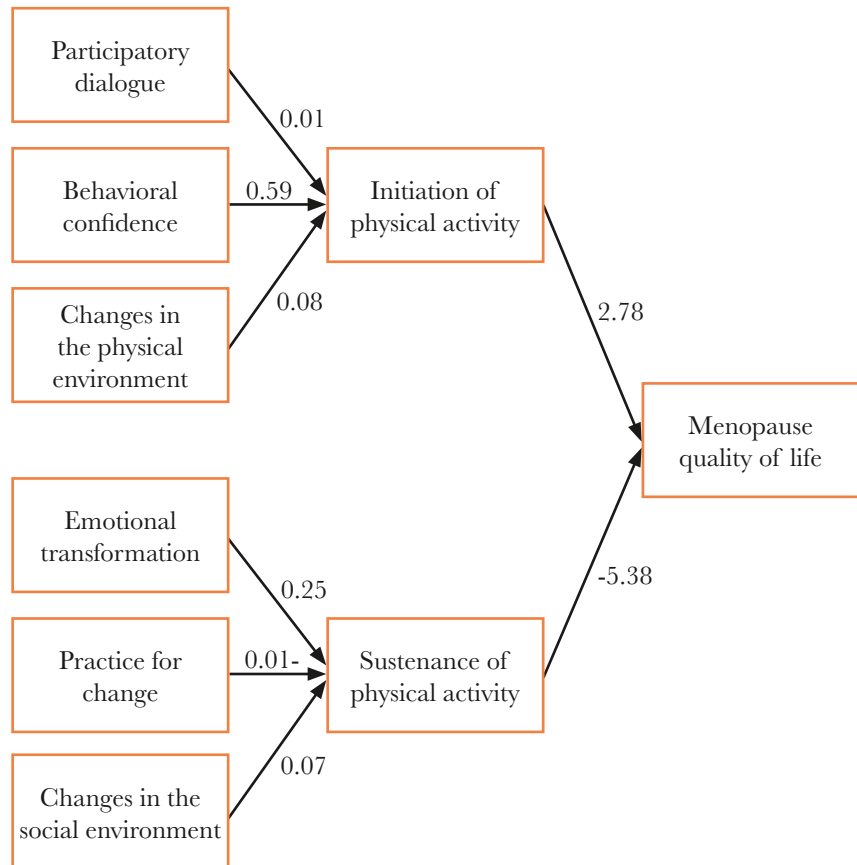 Participatory
dialogue
0.01
Behavioral
confidence
0.59
Initiation of
physical activity
Changes in
the physical
environment
0.08
2.78
Menopause
quality of life
Emotional
transformation
0.25
-5.38
Practice for
change
0.01-
Sustenance of
physical activity
0.07
Changes in the
social environment